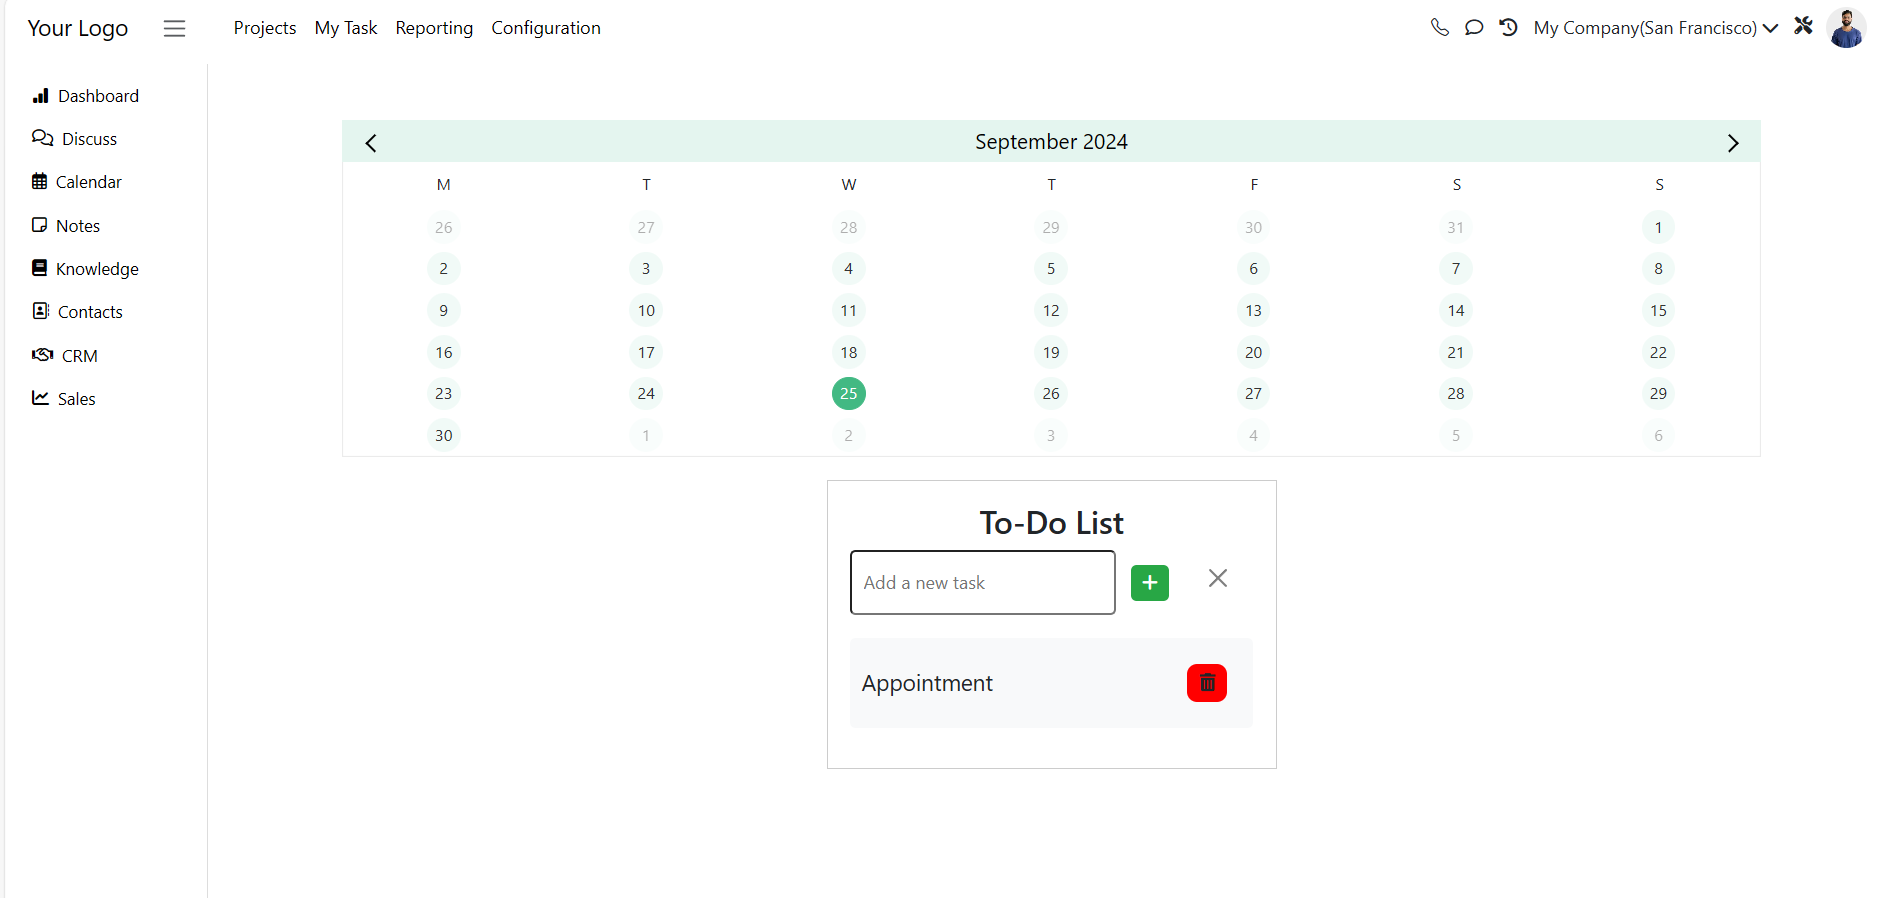 Your Logo Projects My Task Reporting Configuration My Company(San Francisco)
Dashboard
Discuss
Calendar
Notes
Knowledge
Contacts
CRM
Sales
September 2024
M T W T F S S
26 27 28 29 30 31 1
2 3 4 5 6 7 8
9 10 11 12 13 14 15
16 17 18 19 20 21 22
23 24 25 26 27 28 29
30 1 2 3 4 5 6
To-Do List
Add a new task
Appointment